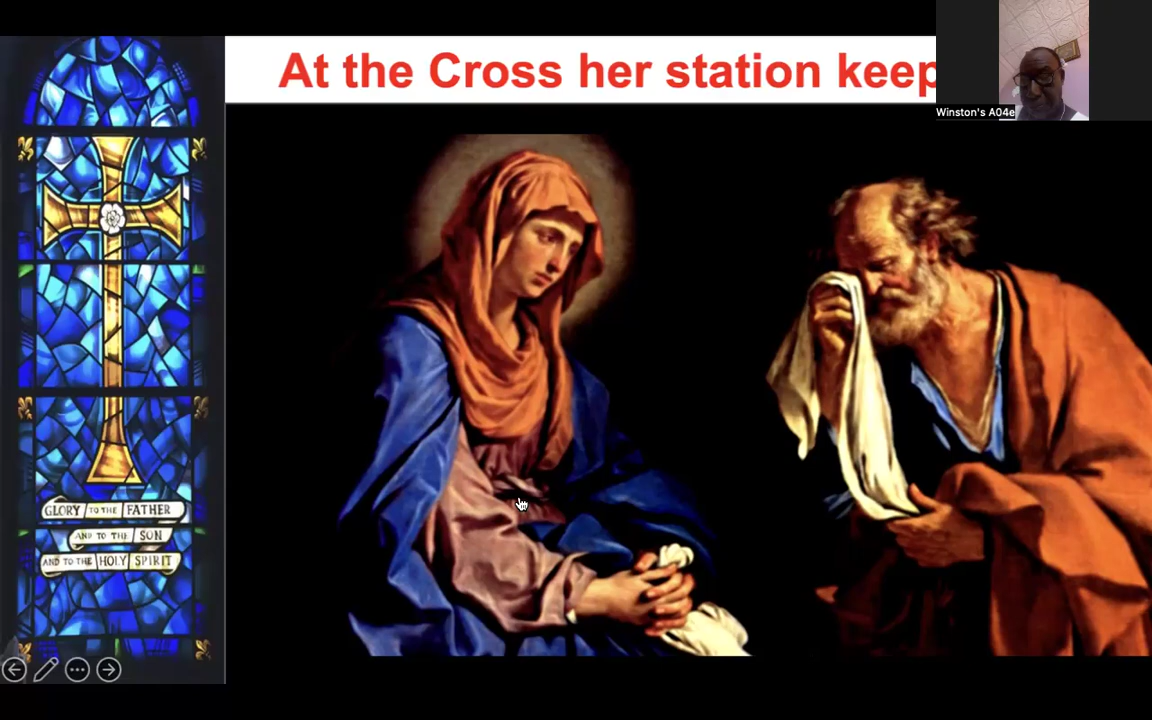 At the Cross her station keep
Winston's A04e
GLORY TO THE FATHER
AND TO THE SON
AND TO THE HOLY SPIRIT